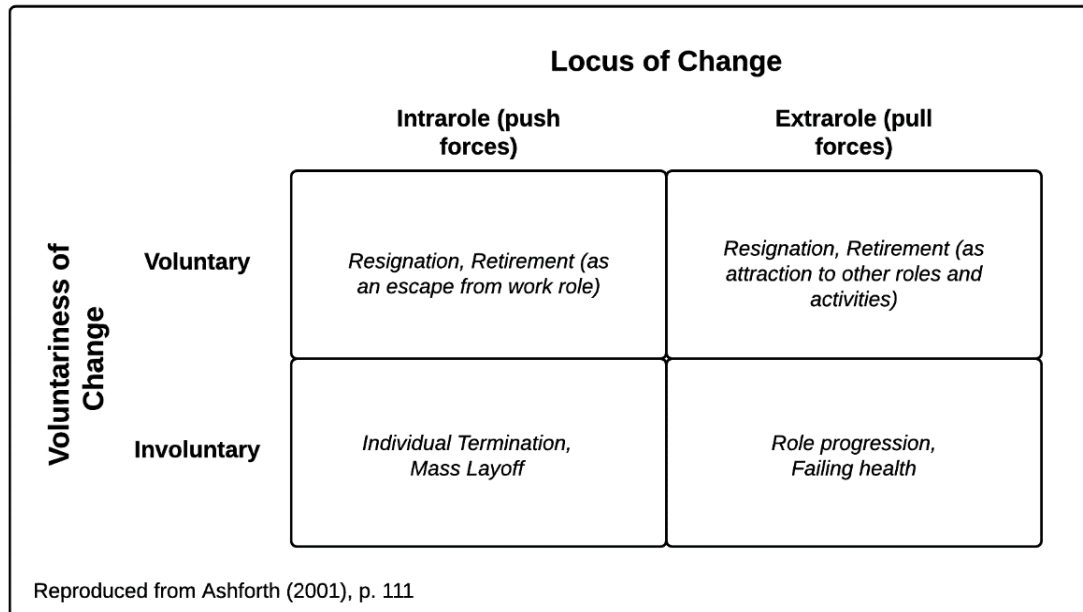 Locus of Change
Intrarole (push
forces)
Extrarole (pull
forces)
Voluntariness of
Change
Voluntary
Resignation, Retirement (as
an escape from work role)
Resignation, Retirement (as
attraction to other roles and
activities)
Involuntary
Individual Termination,
Mass Layoff
Role progression,
Failing health
Reproduced from Ashforth (2001), p. 111